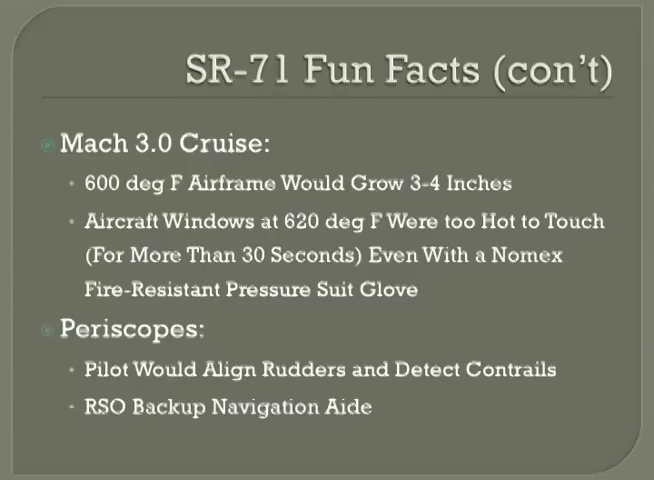 SR-71 Fun Facts (con't)
Mach 3.0 Cruise:
600 deg F Airframe Would Grow 3-4 Inches
Aircraft Windows at 620 deg F Were too Hot to Touch
(For More Than 30 Seconds) Even With a Nomex
Fire-Resistant Pressure Suit Glove
Periscopes:
Pilot Would Align Rudders and Detect Contrails
RSO Backup Navigation Aide